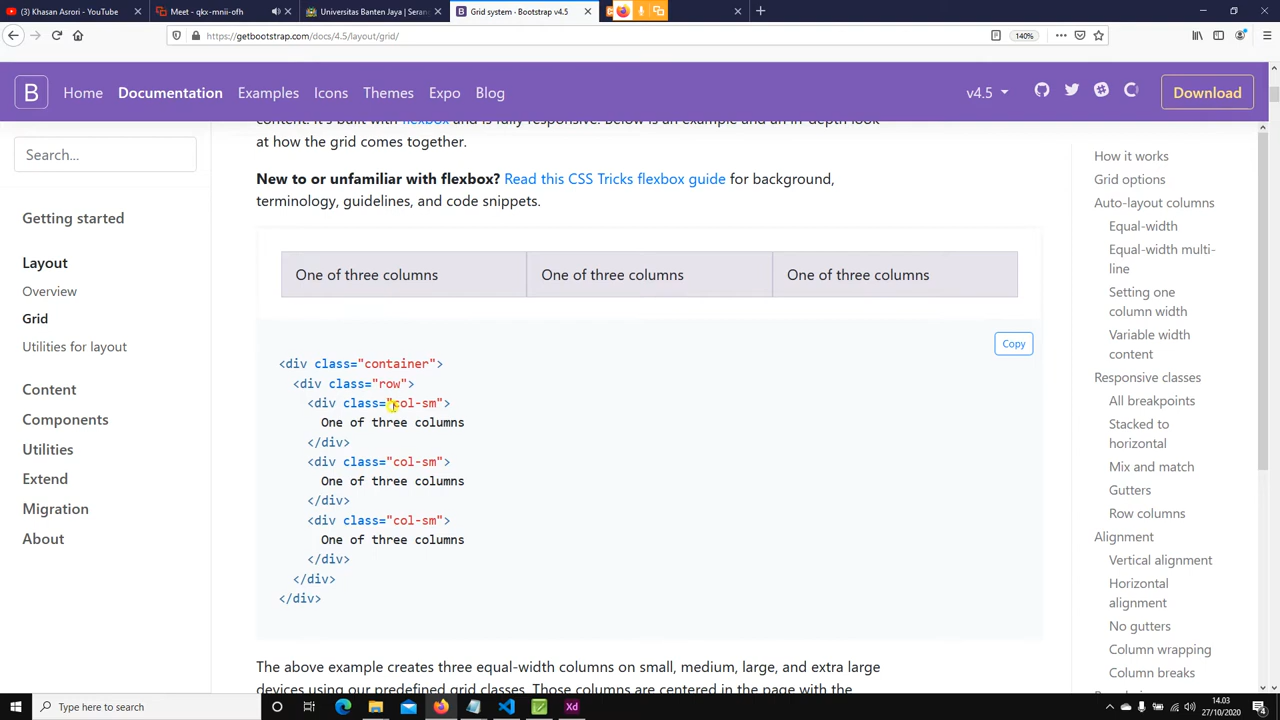 (3) Khasan Asrori - YouTube
Meet - qkx-mnii-ofh
Universitas Banten Jaya | Seran
Grid system · Bootstrap v4.5
https://getbootstrap.com/docs/4.5/layout/grid/
140%
B
Home
Documentation
Examples
Icons
Themes
Expo
Blog
v4.5
Download
Search...
Getting started
Layout
Overview
Grid
Utilities for layout
Content
Components
Utilities
Extend
Migration
About
content. It's built with flexbox and is fully responsive. Below is an example and an in-depth look
at how the grid comes together.
New to or unfamiliar with flexbox? Read this CSS Tricks flexbox guide for background,
terminology, guidelines, and code snippets.
One of three columns
One of three columns
One of three columns
Copy
<div class="container">
<div class="row">
<div class="col-sm">
One of three columns
</div>
<div class="col-sm">
One of three columns
</div>
<div class="col-sm">
One of three columns
</div>
</div>
</div>
The above example creates three equal-width columns on small, medium, large, and extra large
devices using our predefined grid classes. Those columns are centered in the page with the
How it works
Grid options
Auto-layout columns
Equal-width
Equal-width multi-
line
Setting one
column width
Variable width
content
Responsive classes
All breakpoints
Stacked to
horizontal
Mix and match
Gutters
Row columns
Alignment
Vertical alignment
Horizontal
alignment
No gutters
Column wrapping
Column breaks
Type here to search
Xd
14.03
27/10/2020
4